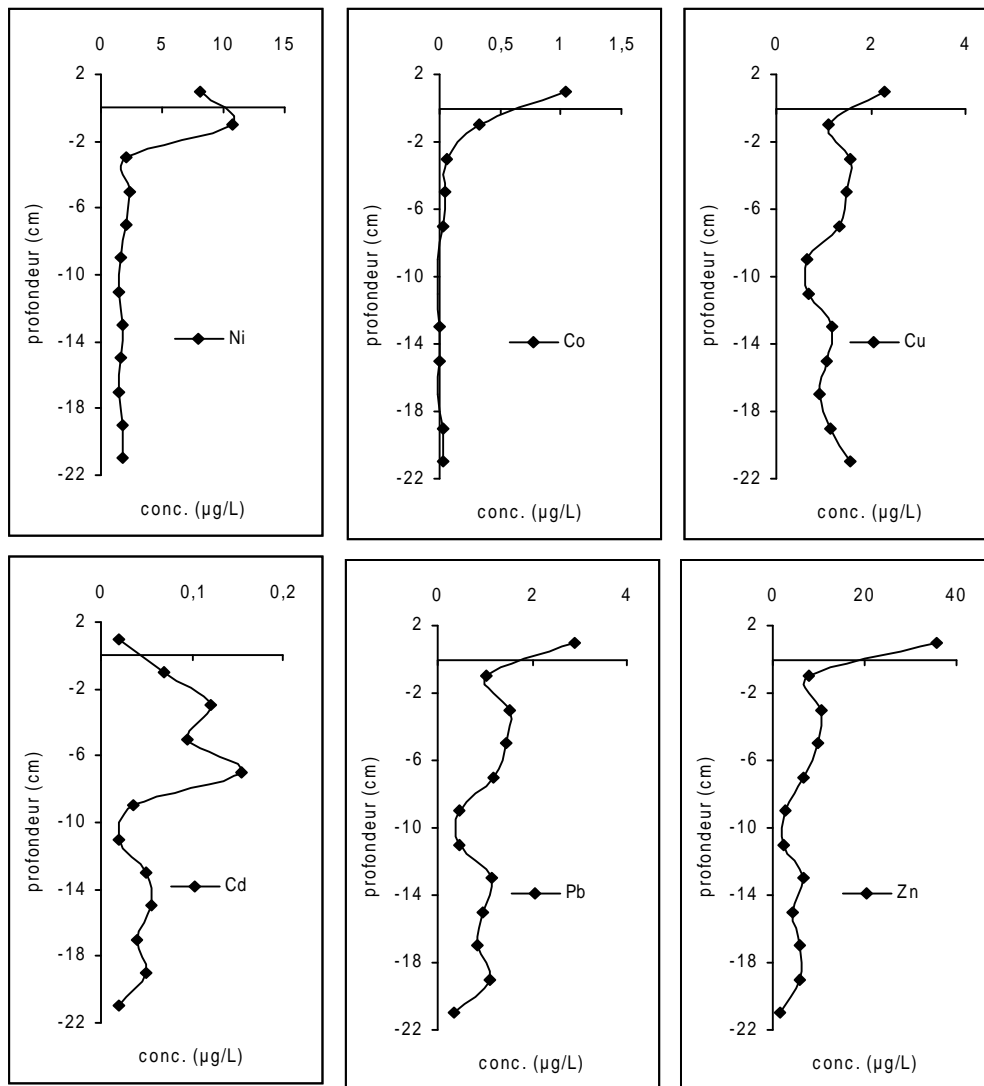 0 5 10 15
2
-2
-6
-10
-14
-18
-22
profondeur (cm)
Ni
conc. (µg/L)
0 0,5 1 1,5
2
-2
-6
-10
-14
-18
-22
profondeur (cm)
Co
conc. (µg/L)
0 2 4
2
-2
-6
-10
-14
-18
-22
profondeur (cm)
Cu
conc. (µg/L)
0 0,1 0,2
2
-2
-6
-10
-14
-18
-22
profondeur (cm)
Cd
conc. (µg/L)
0 2 4
2
-2
-6
-10
-14
-18
-22
profondeur (cm)
Pb
conc. (µg/L)
0 20 40
2
-2
-6
-10
-14
-18
-22
profondeur (cm)
Zn
conc. (µg/L)